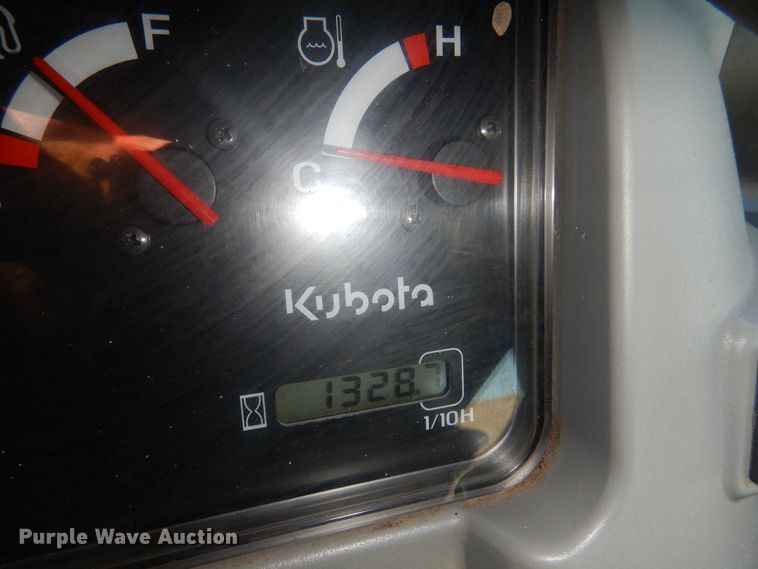 F
H
C
Kubota
1328.7
1/10H
Purple Wave Auction